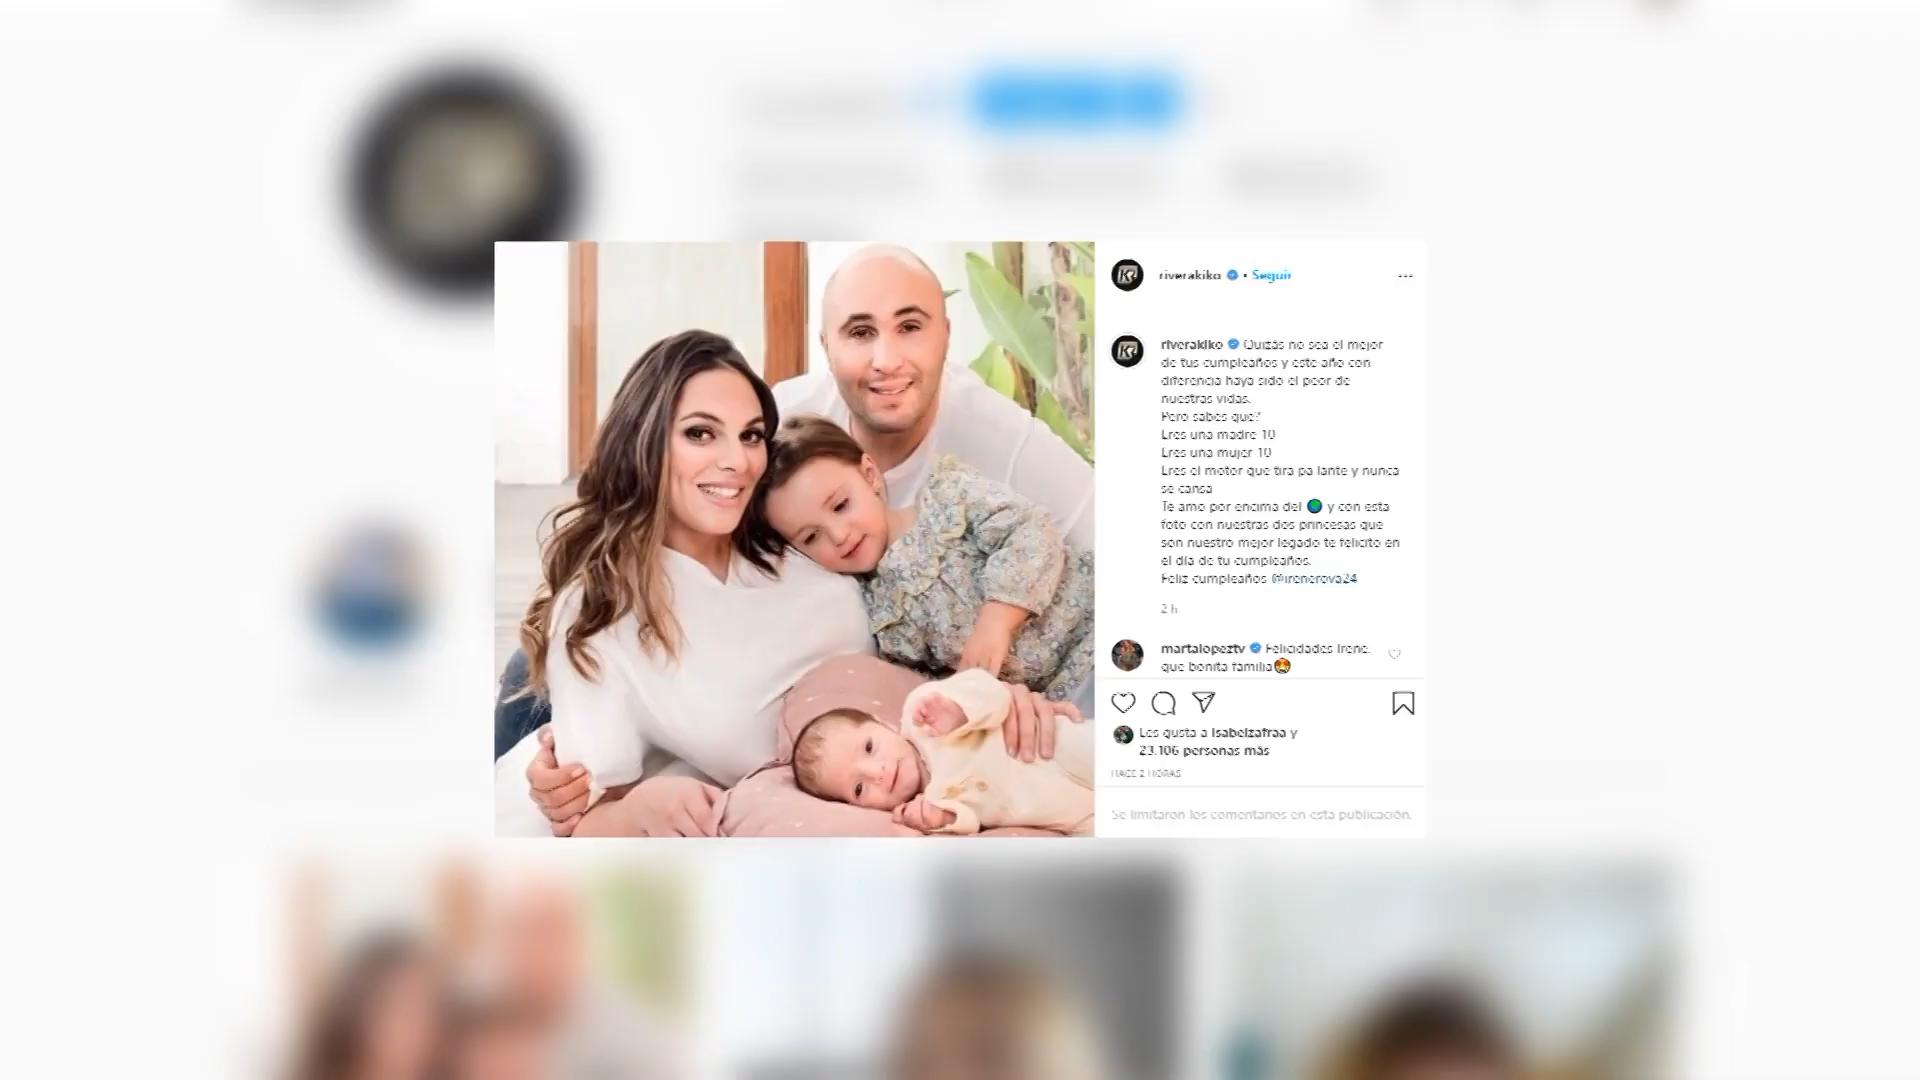 riverakiko • Seguir
riverakiko Quizás no sea el mejor
de tus cumpleaños y este año con
diferencia haya sido el peor de
nuestras vidas.
Pero sabes que?
Eres una madre 10
Eres una mujer 10
Eres el motor que tira pa lante y nunca
se cansa
Te amo por encima del 🌍 y con esta
foto con nuestras dos princesas que
son nuestro mejor legado te felicito en
el día de tu cumpleaños.
Feliz cumpleaños @irenerova24
2 h
martalopeztv Felicidades Irene.
que bonita familia😍
Les gusta a isabelzafraa y
23.106 personas más
HACE 2 HORAS
Se limitaron los comentarios en esta publicación.